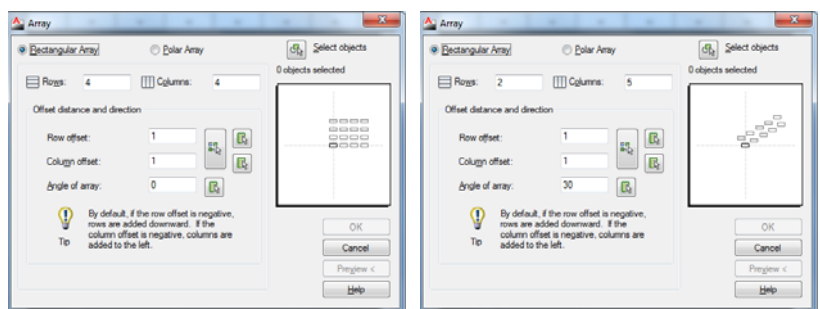 Array
Rectangular Array
Polar Array
Select objects
0 objects selected
Rows: 4
Columns: 4
Offset distance and direction
Row offset: 1
Column offset: 1
Angle of array: 0
Tip
By default, if the row offset is negative,
rows are added downward. If the
column offset is negative, columns are
added to the left.
OK
Cancel
Preview <
Help
Array
Rectangular Array
Polar Array
Select objects
0 objects selected
Rows: 2
Columns: 5
Offset distance and direction
Row offset: 1
Column offset: 1
Angle of array: 30
Tip
By default, if the row offset is negative,
rows are added downward. If the
column offset is negative, columns are
added to the left.
OK
Cancel
Preview <
Help